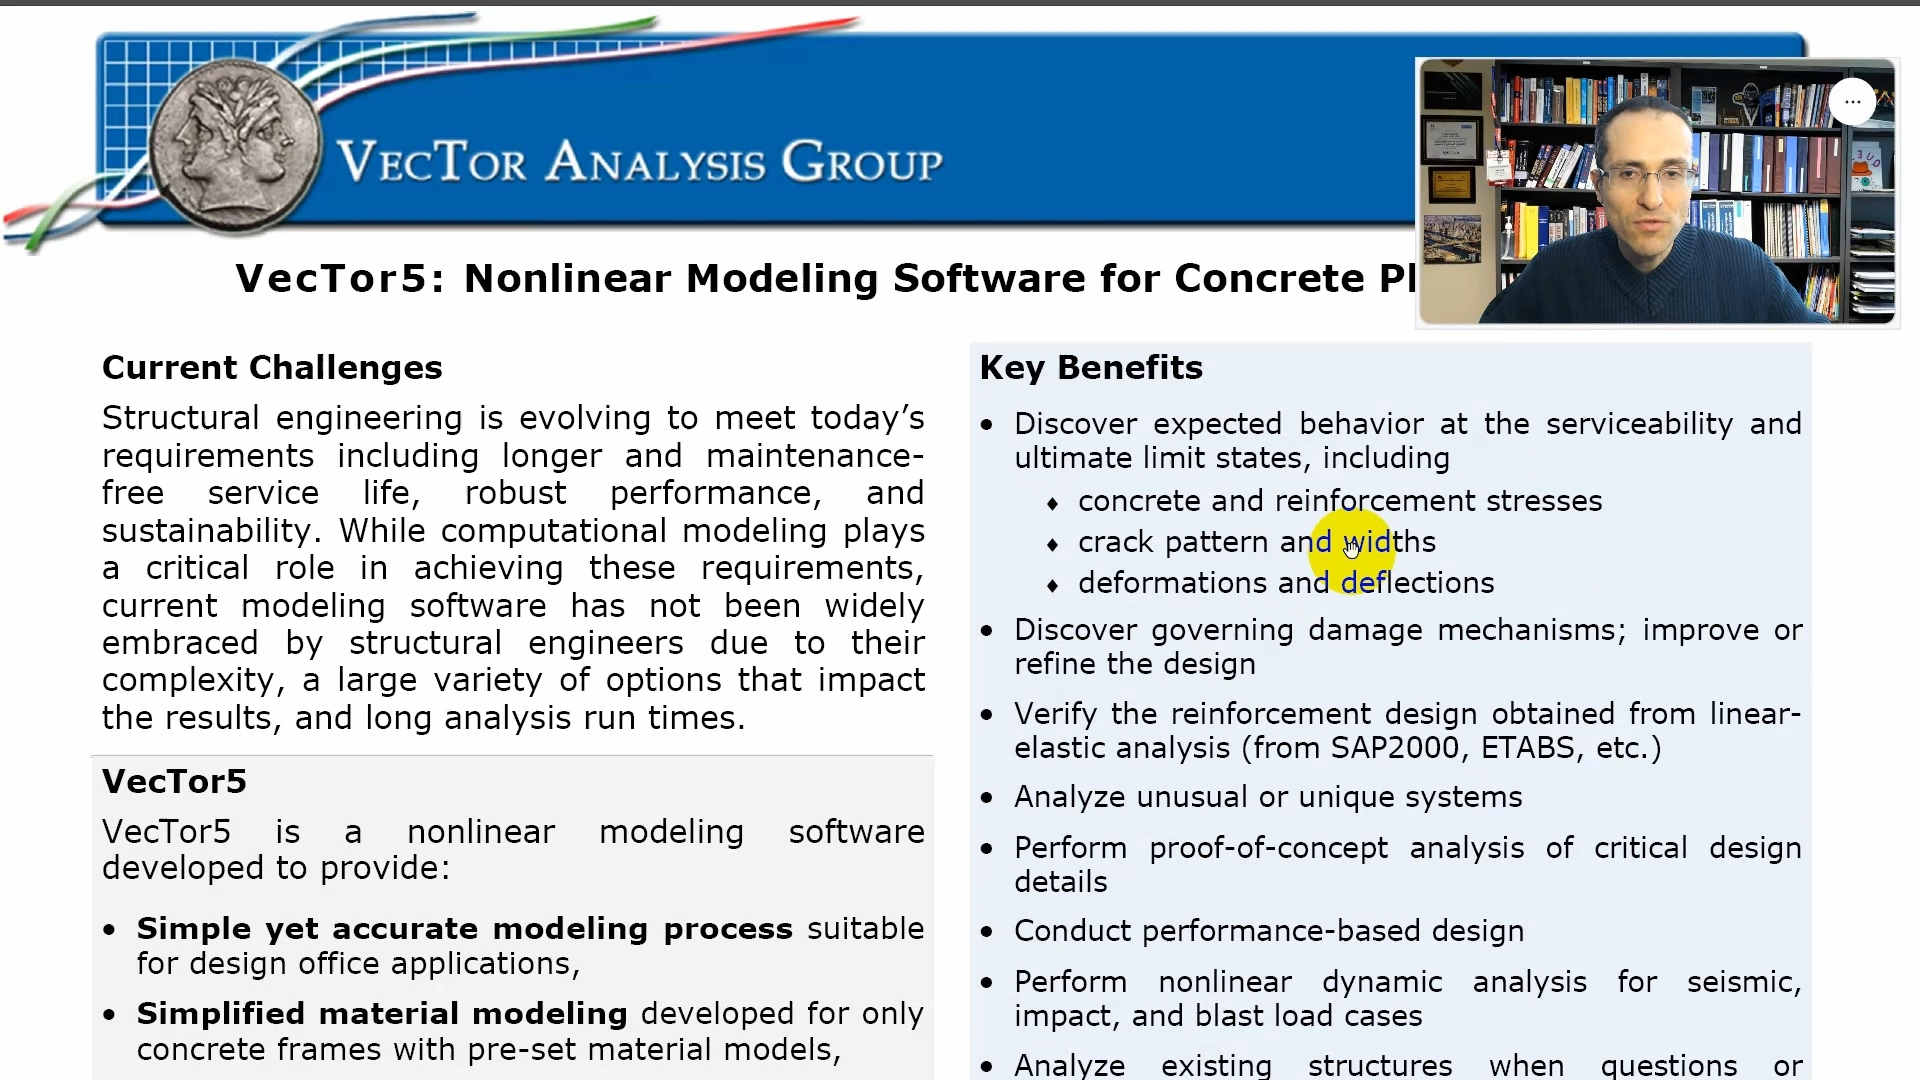 VecTor Analysis Group
VecTor5: Nonlinear Modeling Software for Concrete
Current Challenges
Structural engineering is evolving to meet today’s
requirements including longer and maintenance-
free service life, robust performance, and
sustainability. While computational modeling plays
a critical role in achieving these requirements,
current modeling software has not been widely
embraced by structural engineers due to their
complexity, a large variety of options that impact
the results, and long analysis run times.
VecTor5
VecTor5 is a nonlinear modeling software
developed to provide:
• Simple yet accurate modeling process suitable
for design office applications,
• Simplified material modeling developed for only
concrete frames with pre-set material models,
Key Benefits
• Discover expected behavior at the serviceability and
ultimate limit states, including
♦ concrete and reinforcement stresses
♦ crack pattern and widths
♦ deformations and deflections
• Discover governing damage mechanisms; improve or
refine the design
• Verify the reinforcement design obtained from linear-
elastic analysis (from SAP2000, ETABS, etc.)
• Analyze unusual or unique systems
• Perform proof-of-concept analysis of critical design
details
• Conduct performance-based design
• Perform nonlinear dynamic analysis for seismic,
impact, and blast load cases
• Analyze existing structures when questions or